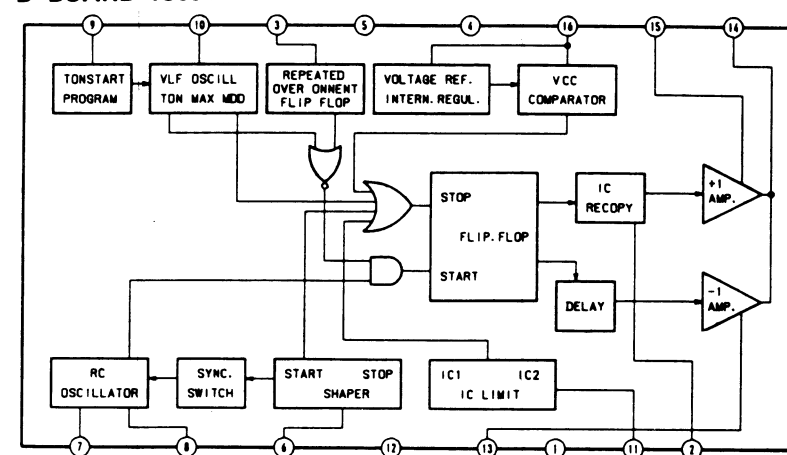 9 10 3 5 4 16 15 14
TONSTART
PROGRAM
VLF OSCILL
TON MAX MDD
REPEATED
OVER ONNENT
FLIP FLOP
VOLTAGE REF.
INTERN.REGUL.
VCC
COMPARATOR
STOP
FLIP.FLOP
START
IC
RECOPY
+1
AMP.
DELAY
-1
AMP.
RC
OSCILLATOR
SYNC.
SWITCH
START STOP
SHAPER
IC1 IC2
IC LIMIT
7 8 6 12 13 1 11 2